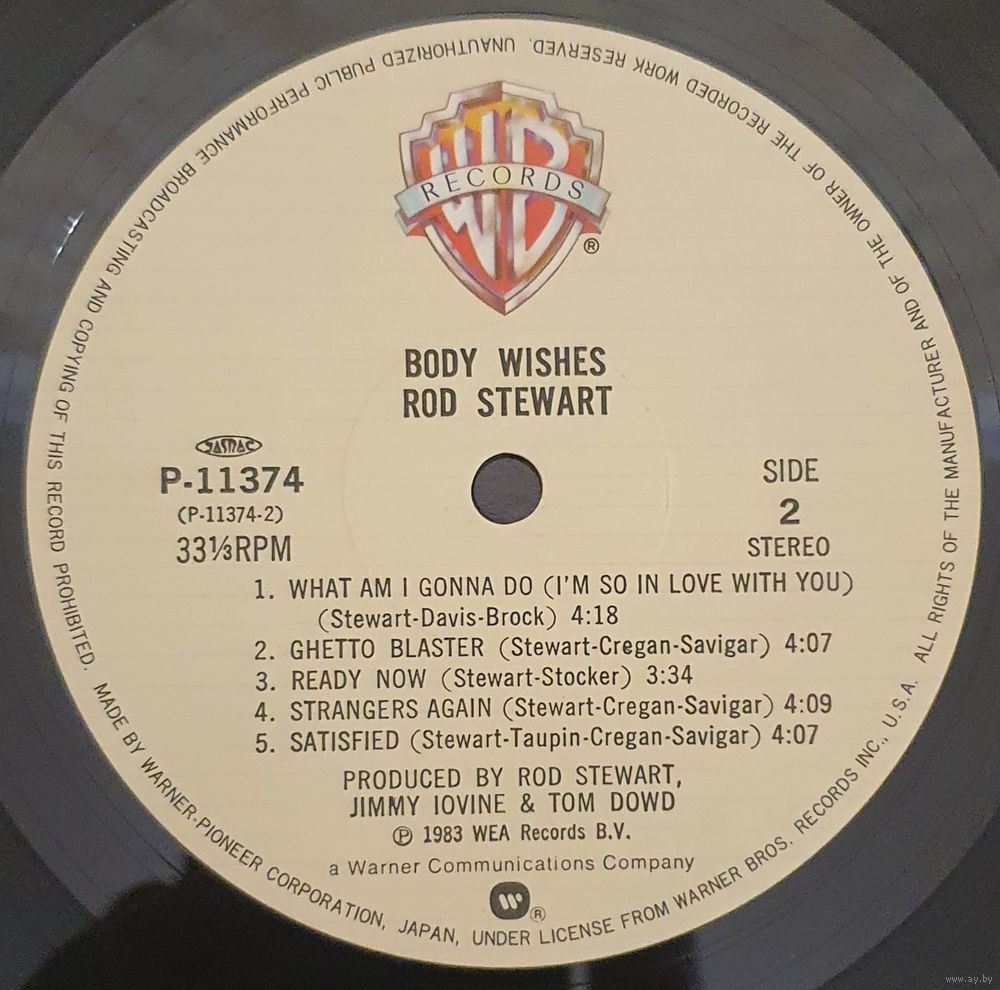 WB
RECORDS
®
BODY WISHES
ROD STEWART
JASRAC
P-11374
(P-11374-2)
33⅓RPM
SIDE
2
STEREO
1. WHAT AM I GONNA DO (I'M SO IN LOVE WITH YOU)
(Stewart-Davis-Brock) 4:18
2. GHETTO BLASTER (Stewart-Cregan-Savigar) 4:07
3. READY NOW (Stewart-Stocker) 3:34
4. STRANGERS AGAIN (Stewart-Cregan-Savigar) 4:09
5. SATISFIED (Stewart-Taupin-Cregan-Savigar) 4:07
PRODUCED BY ROD STEWART,
JIMMY IOVINE & TOM DOWD
℗ 1983 WEA Records B.V.
a Warner Communications Company
®
MADE BY WARNER-PIONEER CORPORATION, JAPAN, UNDER LICENSE FROM WARNER BROS. RECORDS INC., U.S.A. ALL RIGHTS OF THE MANUFACTURER AND OF THE OWNER OF THE RECORDED WORK RESERVED. UNAUTHORIZED PUBLIC PERFORMANCE BROADCASTING AND COPYING OF THIS RECORD PROHIBITED.
www.ay.by